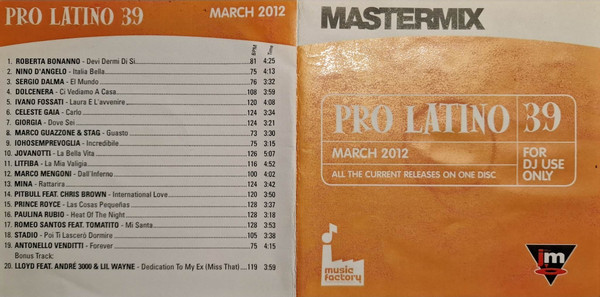 PRO LATINO 39 MARCH 2012
BPM Time
1. ROBERTA BONANNO - Devi Dermi Di Si 81 4:25
2. NINO D'ANGELO - Italia Bella 75 4:13
3. SERGIO DALMA - El Mundo 76 3:32
4. DOLCENERA - Ci Vediamo A Casa 108 3:59
5. IVANO FOSSATI - Laura E L'avvenire 120 4:08
6. CELESTE GAIA - Carlo 124 3:34
7. GIORGIA - Dove Sei 124 3:21
8. MARCO GUAZZONE & STAG - Guasto 73 3:30
9. IOHOSEMPREVOGLIA - Incredibile 75 3:15
10. JOVANOTTI - La Bella Vita 126 5:07
11. LITFIBA - La Mia Valigia 116 4:52
12. MARCO MENGONI - Dall'Inferno 100 4:02
13. MINA - Rattarira 124 3:50
14. PITBULL FEAT. CHRIS BROWN - International Love 120 3:50
15. PRINCE ROYCE - Las Cosas Pequeñas 128 3:18
16. PAULINA RUBIO - Heat Of The Night 128 3:18
17. ROMEO SANTOS FEAT. TOMATITO - Mi Santa 128 3:53
18. STADIO - Poi Ti Lascerò Dormire 105 3:38
19. ANTONELLO VENDITTI - Forever 75 4:15
Bonus Track:
20. LLOYD FEAT. ANDRÉ 3000 & LIL WAYNE - Dedication To My Ex (Miss That) 119 3:59
MASTERMIX
PRO LATINO 39
MARCH 2012
ALL THE CURRENT RELEASES ON ONE DISC
FOR
DJ USE
ONLY
music
factory
m